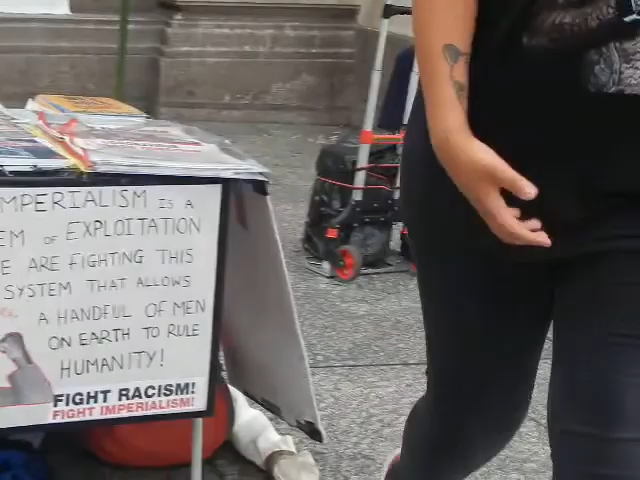 MPERIALISM IS A
EM OF EXPLOITATION
E ARE FIGHTING THIS
SYSTEM THAT ALLOWS
A HANDFUL OF MEN
ON EARTH TO RULE
HUMANITY!
FIGHT RACISM!
FIGHT IMPERIALISM!